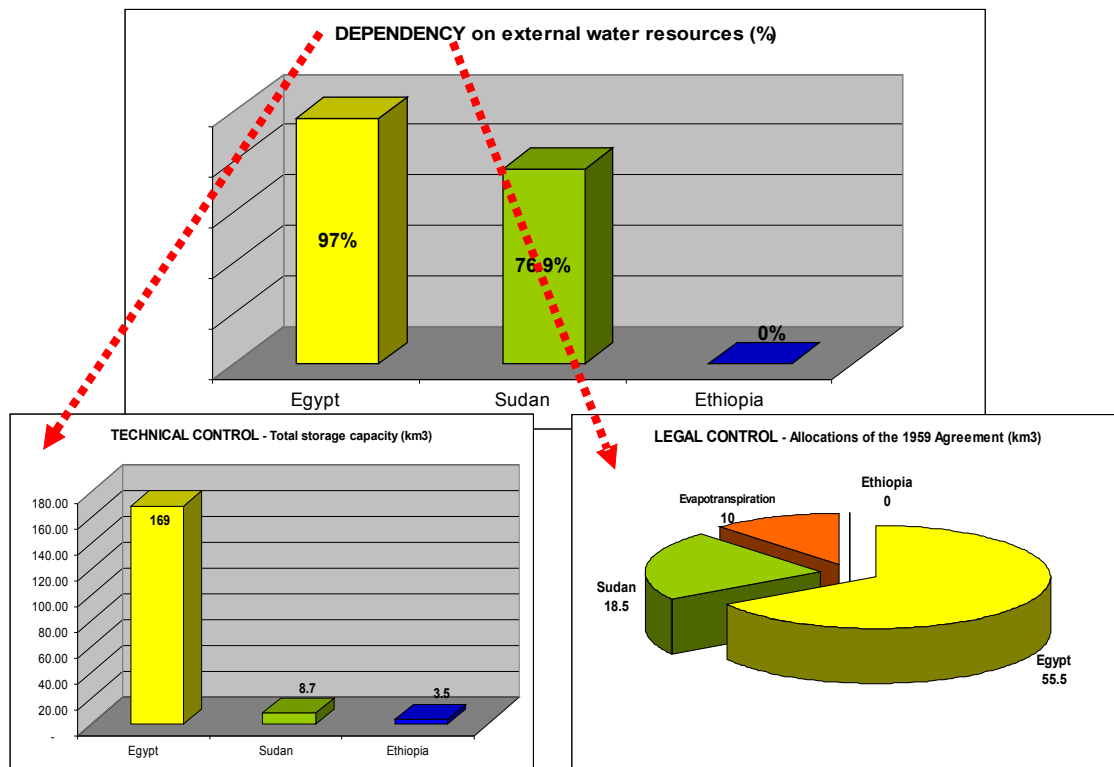 DEPENDENCY on external water resources (%)
97%
76.9%
0%
Egypt Sudan Ethiopia
TECHNICAL CONTROL - Total storage capacity (km3)
180.00
160.00
140.00
120.00
100.00
80.00
60.00
40.00
20.00
-
169
8.7
3.5
Egypt Sudan Ethiopia
LEGAL CONTROL - Allocations of the 1959 Agreement (km3)
Ethiopia
0
Evapotranspiration
10
Sudan
18.5
Egypt
55.5